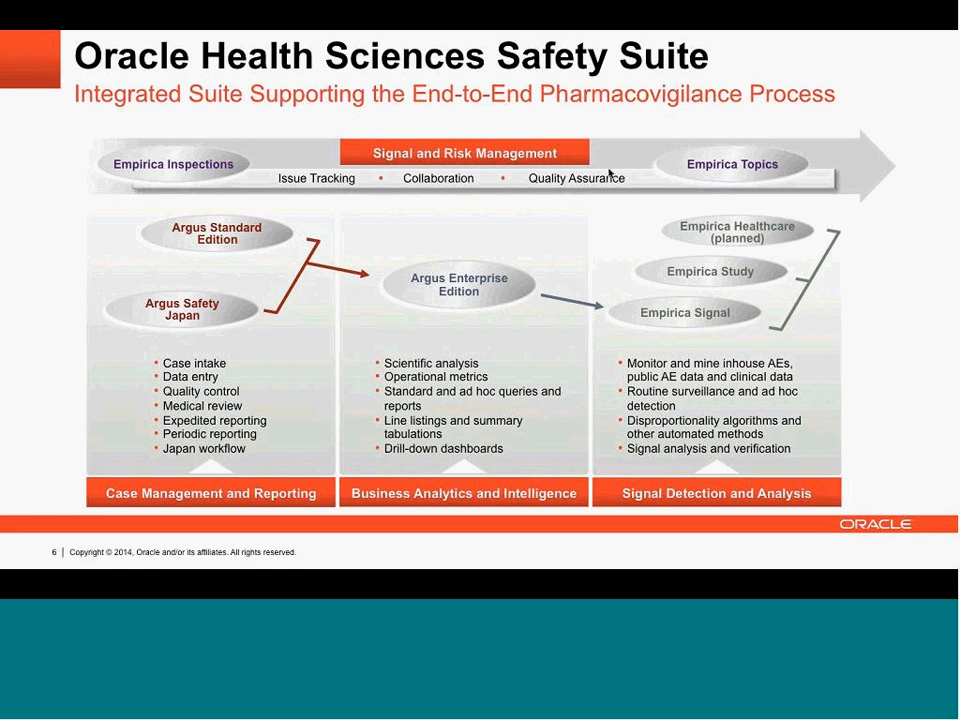 Oracle Health Sciences Safety Suite
Integrated Suite Supporting the End-to-End Pharmacovigilance Process
Signal and Risk Management
Empirica Inspections
Empirica Topics
Issue Tracking • Collaboration • Quality Assurance
Argus Standard
Edition
Argus Safety
Japan
Argus Enterprise
Edition
Empirica Healthcare
(planned)
Empirica Study
Empirica Signal
• Case intake
• Data entry
• Quality control
• Medical review
• Expedited reporting
• Periodic reporting
• Japan workflow
• Scientific analysis
• Operational metrics
• Standard and ad hoc queries and
reports
• Line listings and summary
tabulations
• Drill-down dashboards
• Monitor and mine inhouse AEs,
public AE data and clinical data
• Routine surveillance and ad hoc
detection
• Disproportionality algorithms and
other automated methods
• Signal analysis and verification
Case Management and Reporting
Business Analytics and Intelligence
Signal Detection and Analysis
ORACLE
6 | Copyright © 2014, Oracle and/or its affiliates. All rights reserved.